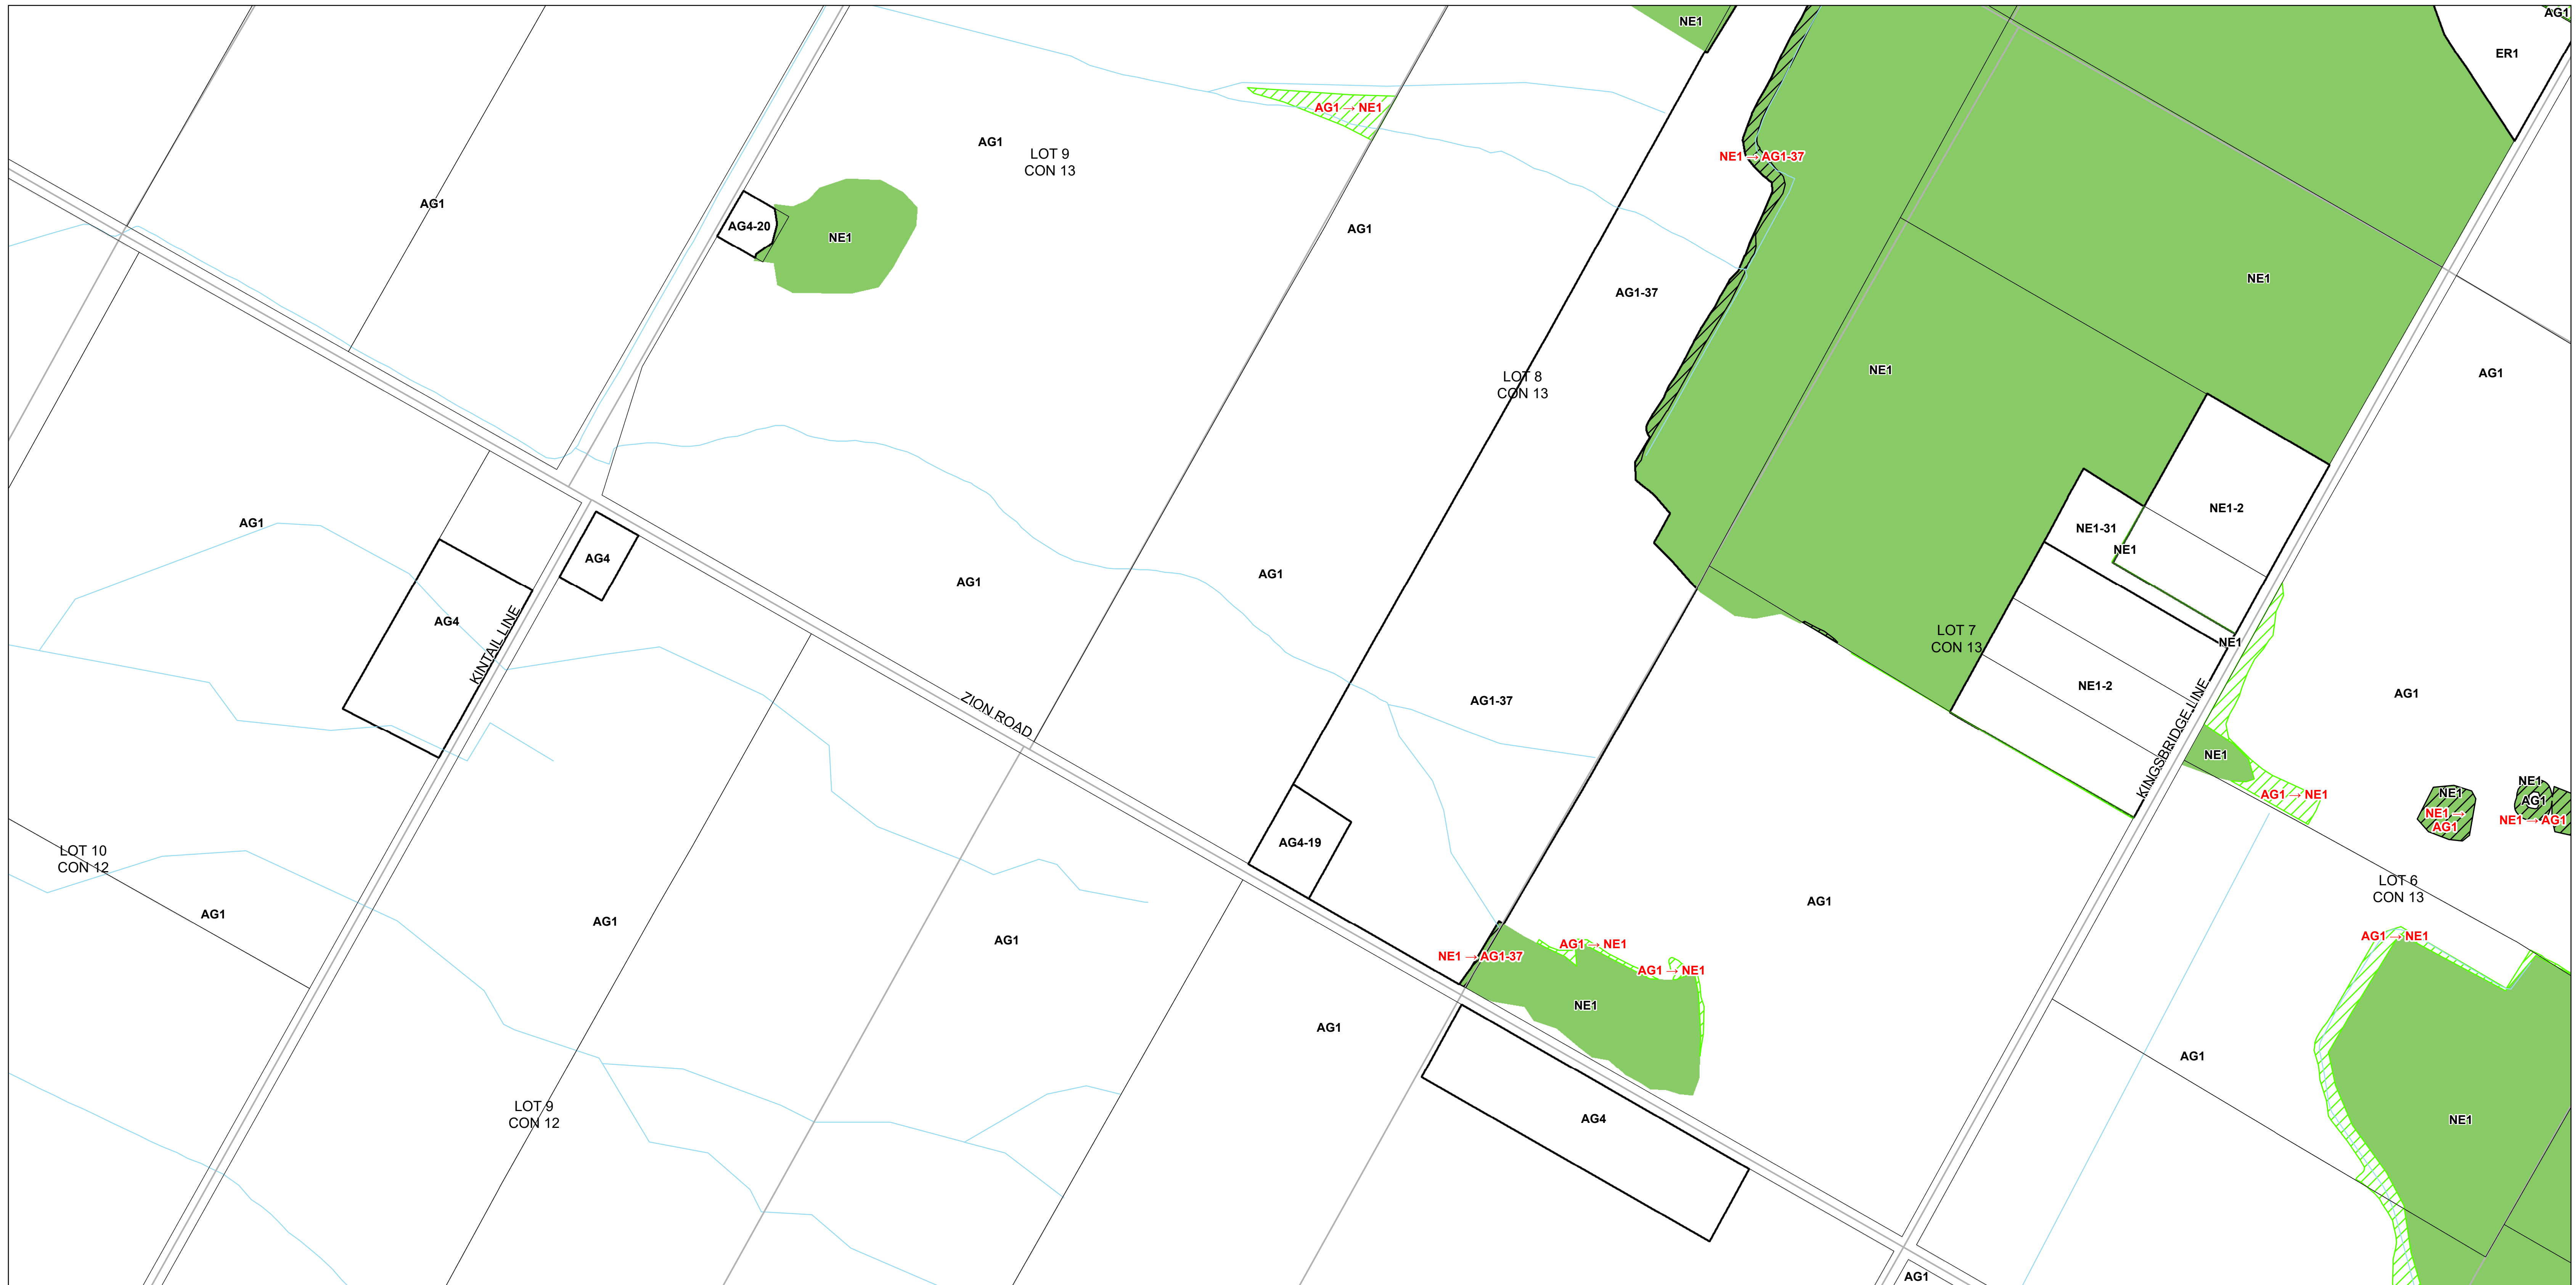 NE1
AG1
ER1
AG1 → NE1
AG1
LOT 9
CON 13
NE1 → AG1-37
AG1
AG4-20
NE1
AG1
NE1
AG1-37
NE1
AG1
LOT 8
CON 13
AG1
NE1-2
NE1-31
NE1
AG4
AG1
AG1
AG4
KINTAIL LINE
LOT 7
CON 13
NE1
NE1-2
AG1
AG1-37
ZION ROAD
KINGSBRIDGE LINE
NE1
AG1 → NE1
NE1
NE1 →
AG1
NE1
AG1
NE1 → AG1
AG4-19
LOT 10
CON 12
LOT 6
CON 13
AG1
AG1
AG1
AG1
AG1 → NE1
AG1 → NE1
NE1 → AG1-37
AG1 → NE1
NE1
AG1
AG1
LOT 9
CON 12
AG4
NE1
AG1